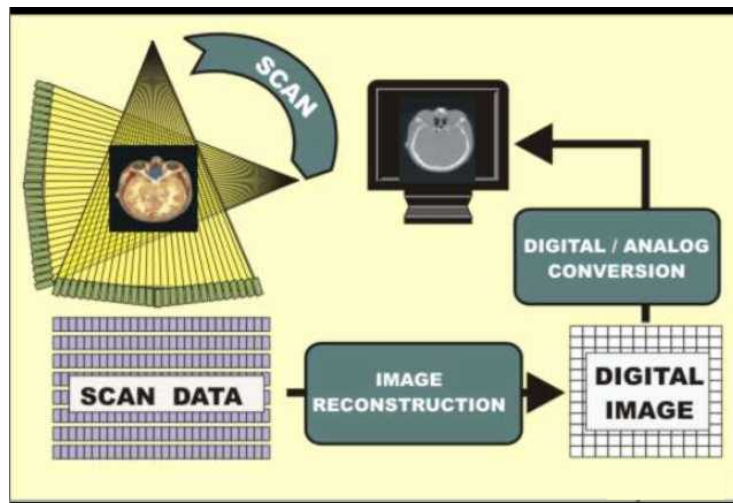 SCAN
DIGITAL / ANALOG
CONVERSION
SCAN DATA
IMAGE
RECONSTRUCTION
DIGITAL
IMAGE